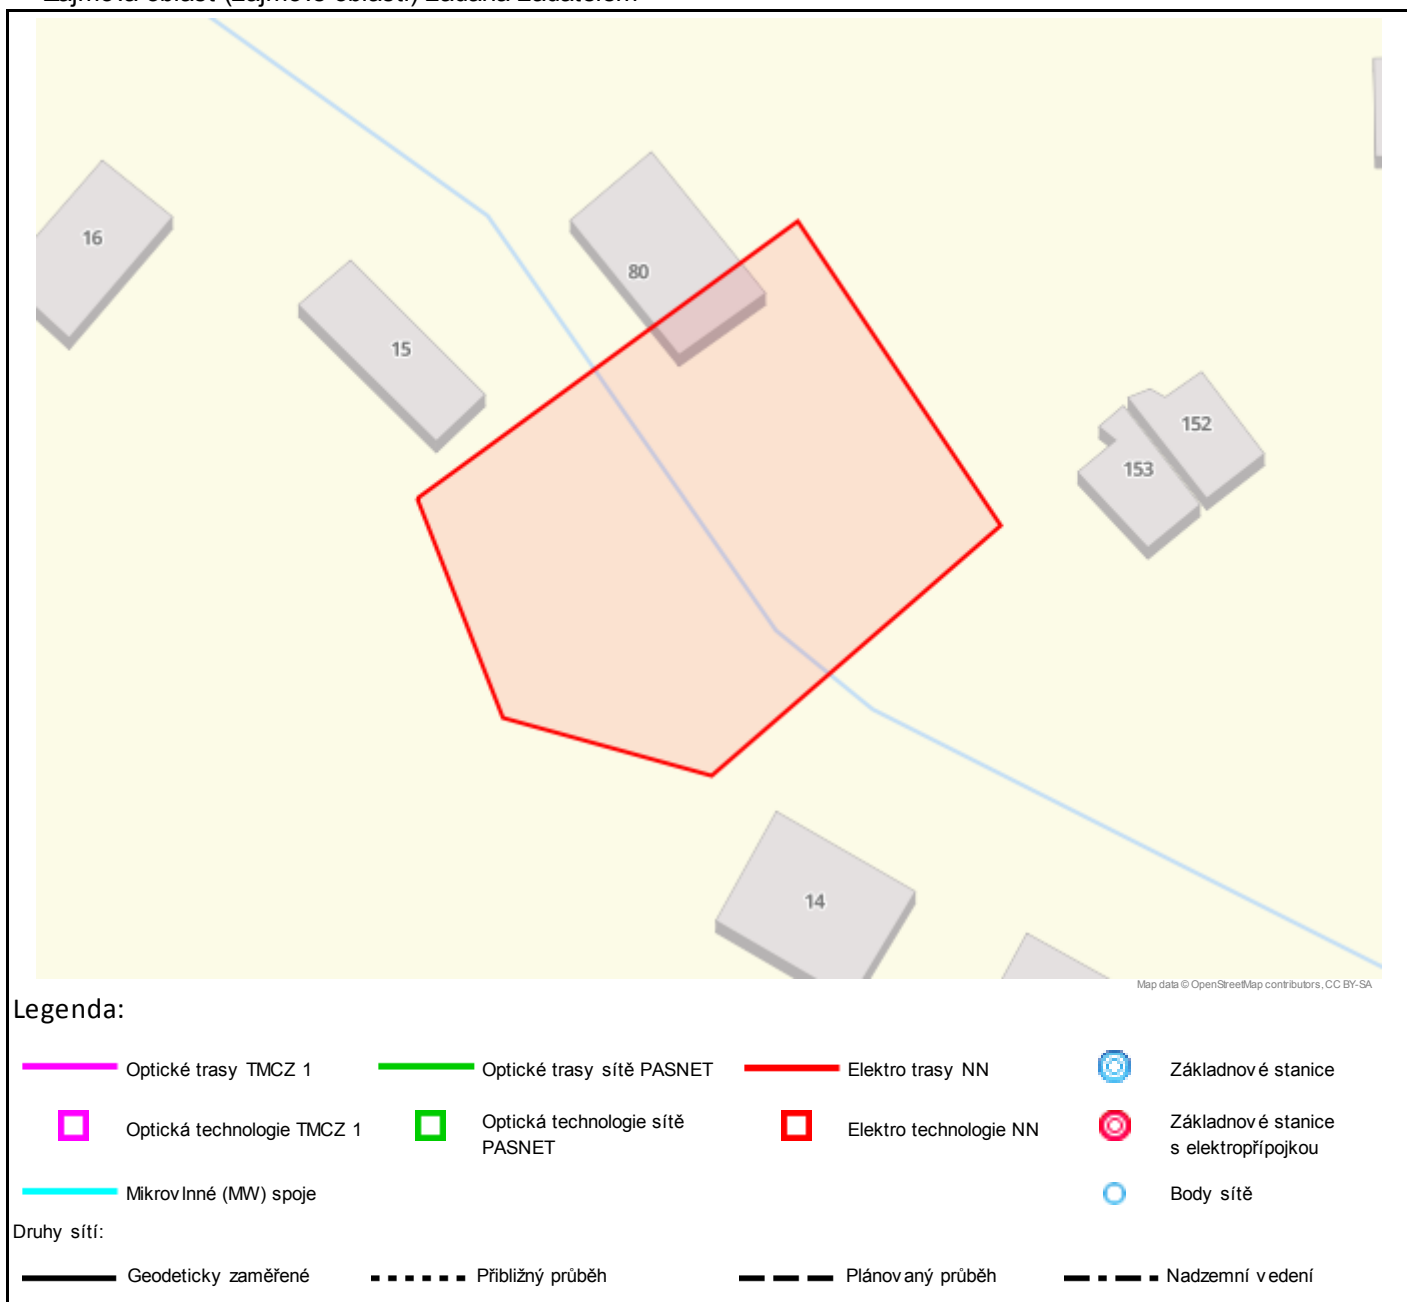 16
80
15
152
153
14
Map data © OpenStreetMap contributors, CC BY-SA
Legenda:
Optické trasy TMCZ 1
Optické trasy sítě PASNET
Elektro trasy NN
Základnové stanice
Optická technologie TMCZ 1
Optická technologie sítě
PASNET
Elektro technologie NN
Základnové stanice
s elektropřípojkou
Mikrovlnné (MW) spoje
Body sítě
Druhy sítí:
Geodeticky zaměřené
Přibližný průběh
Plánovaný průběh
Nadzemní vedení